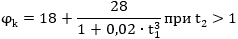 φₖ = 18 + 28 / (1 + 0,02 · t₁³) при t₂ > 1